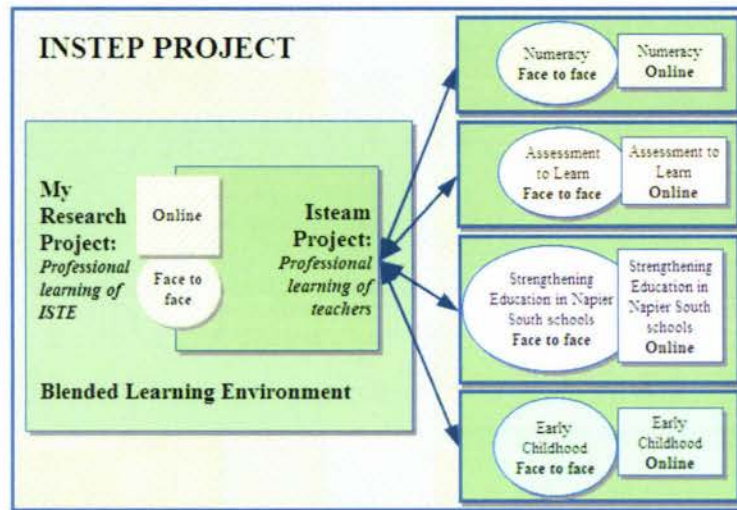 INSTEP PROJECT
My
Research
Project:
Professional
learning of
ISTE
Online
Face to
face
Isteam
Project:
Professional
learning of
teachers
Blended Learning Environment
Numeracy
Face to face
Numeracy
Online
Assessment
to Learn
Face to face
Assessment to
Learn
Online
Strengthening
Education in Napier
South schools
Face to face
Strengthening
Education in
Napier South
schools
Online
Early
Childhood
Face to face
Early
Childhood
Online